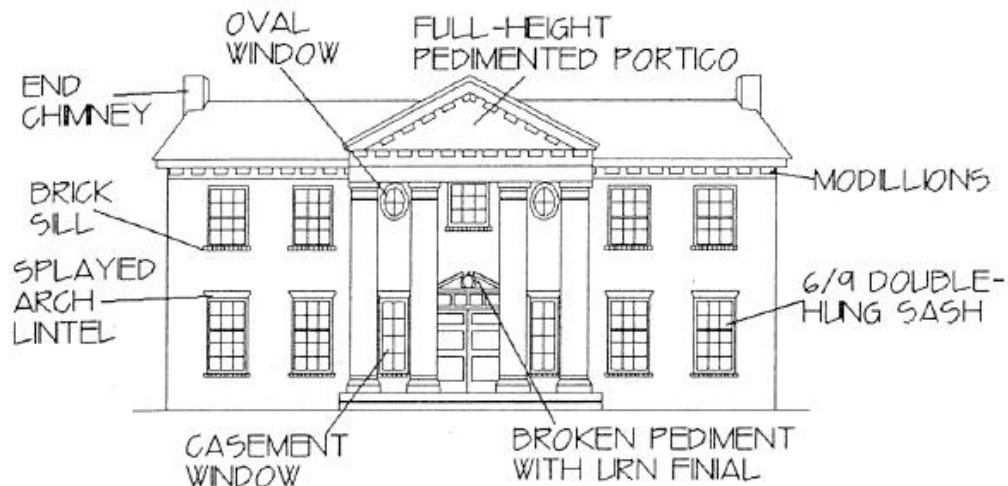 OVAL
WINDOW
FULL-HEIGHT
PEDIMENTED PORTICO
END
CHIMNEY
BRICK
SILL
MODILLIONS
SPLAYED
ARCH
LINTEL
6/9 DOUBLE-
HUNG SASH
CASEMENT
WINDOW
BROKEN PEDIMENT
WITH URN FINIAL